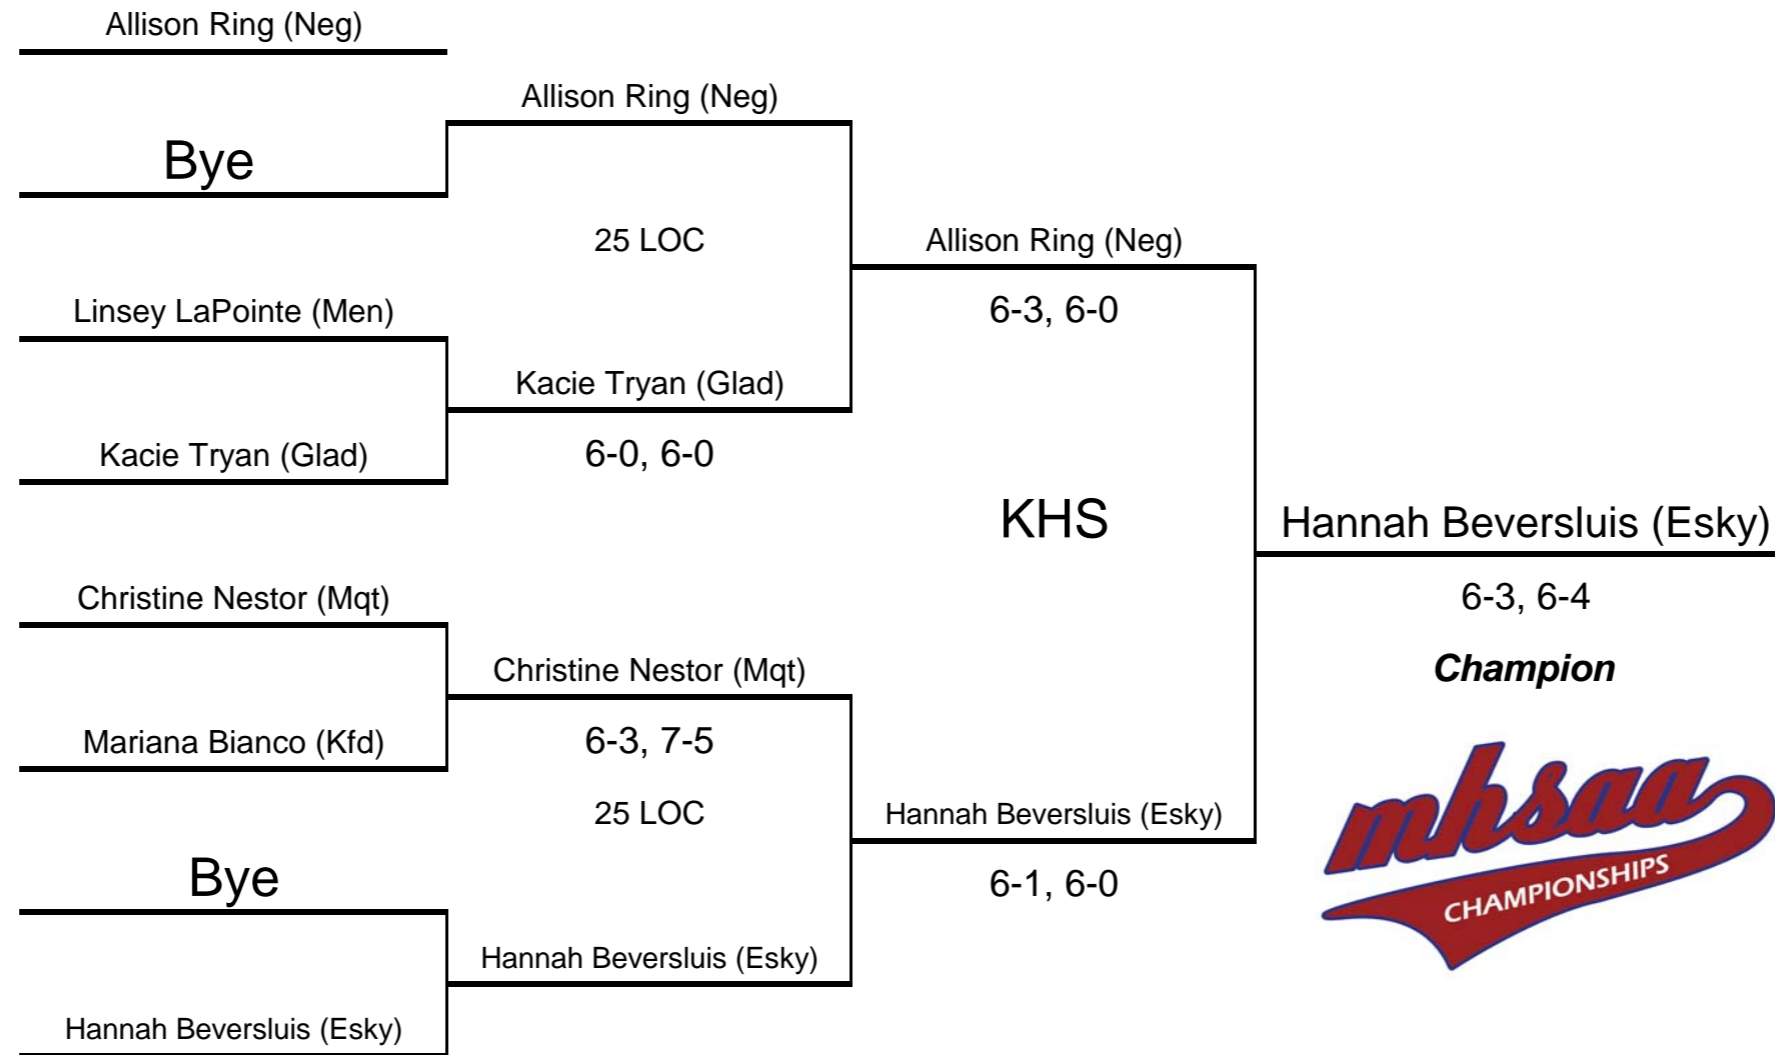 Allison Ring (Neg)
Allison Ring (Neg)
Bye
25 LOC
Allison Ring (Neg)
Linsey LaPointe (Men)
6-3, 6-0
Kacie Tryan (Glad)
Kacie Tryan (Glad)
6-0, 6-0
KHS
Hannah Beversluis (Esky)
Christine Nestor (Mqt)
6-3, 6-4
Christine Nestor (Mqt)
Champion
Mariana Bianco (Kfd)
6-3, 7-5
25 LOC
Hannah Beversluis (Esky)
mhsaa
CHAMPIONSHIPS
Bye
6-1, 6-0
Hannah Beversluis (Esky)
Hannah Beversluis (Esky)